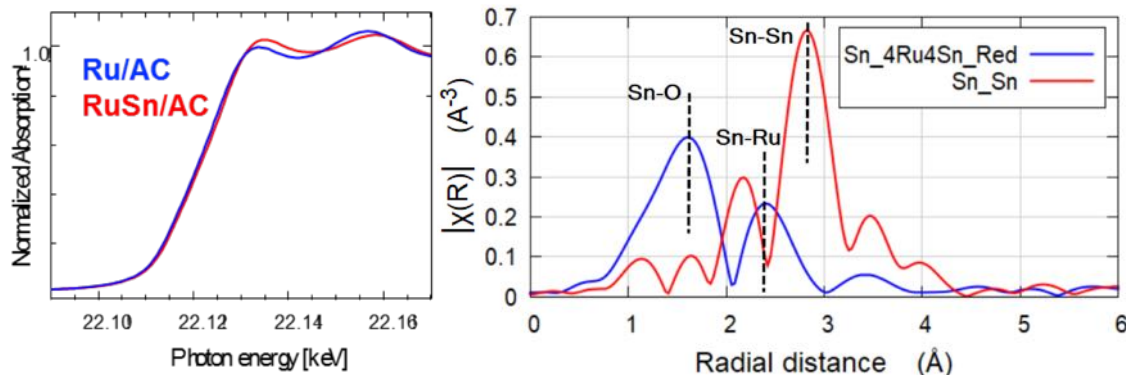 1.0
Ru/AC
RuSn/AC
Normalized Absorption
22.10
22.12
22.14
22.16
Photon energy [keV]
0.7
0.6
0.5
0.4
0.3
0.2
0.1
0
|χ(R)| (Å⁻³)
Sn-Sn
Sn-O
Sn-Ru
Sn_4Ru4Sn_Red
Sn_Sn
0 1 2 3 4 5 6
Radial distance (Å)